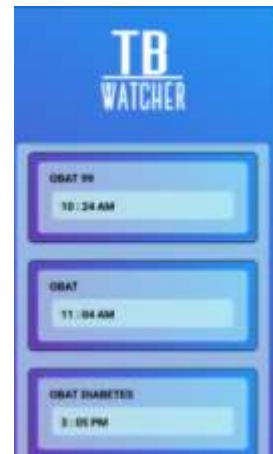 TB
WATCHER
OBAT 99
10 : 24 AM
OBAT
11 : 04 AM
OBAT DIABETES
3 : 05 PM